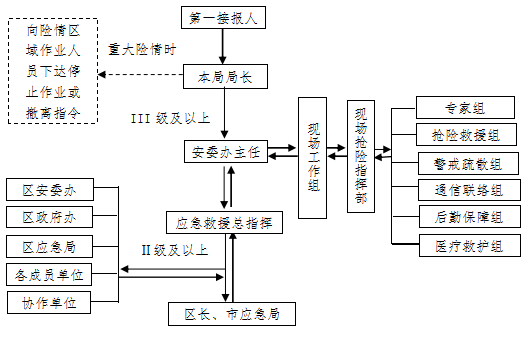 第一接报人
向险情区
域作业人
员下达停
止作业或
撤离指令
重大险情时
本局局长
III 级及以上
安委办主任
现场工作组
现场抢险指挥部
专家组
抢险救援组
警戒疏散组
通信联络组
后勤保障组
医疗救护组
区安委办
区政府办
区应急局
各成员单位
协作单位
应急救援总指挥
II级及以上
区长、市应急局